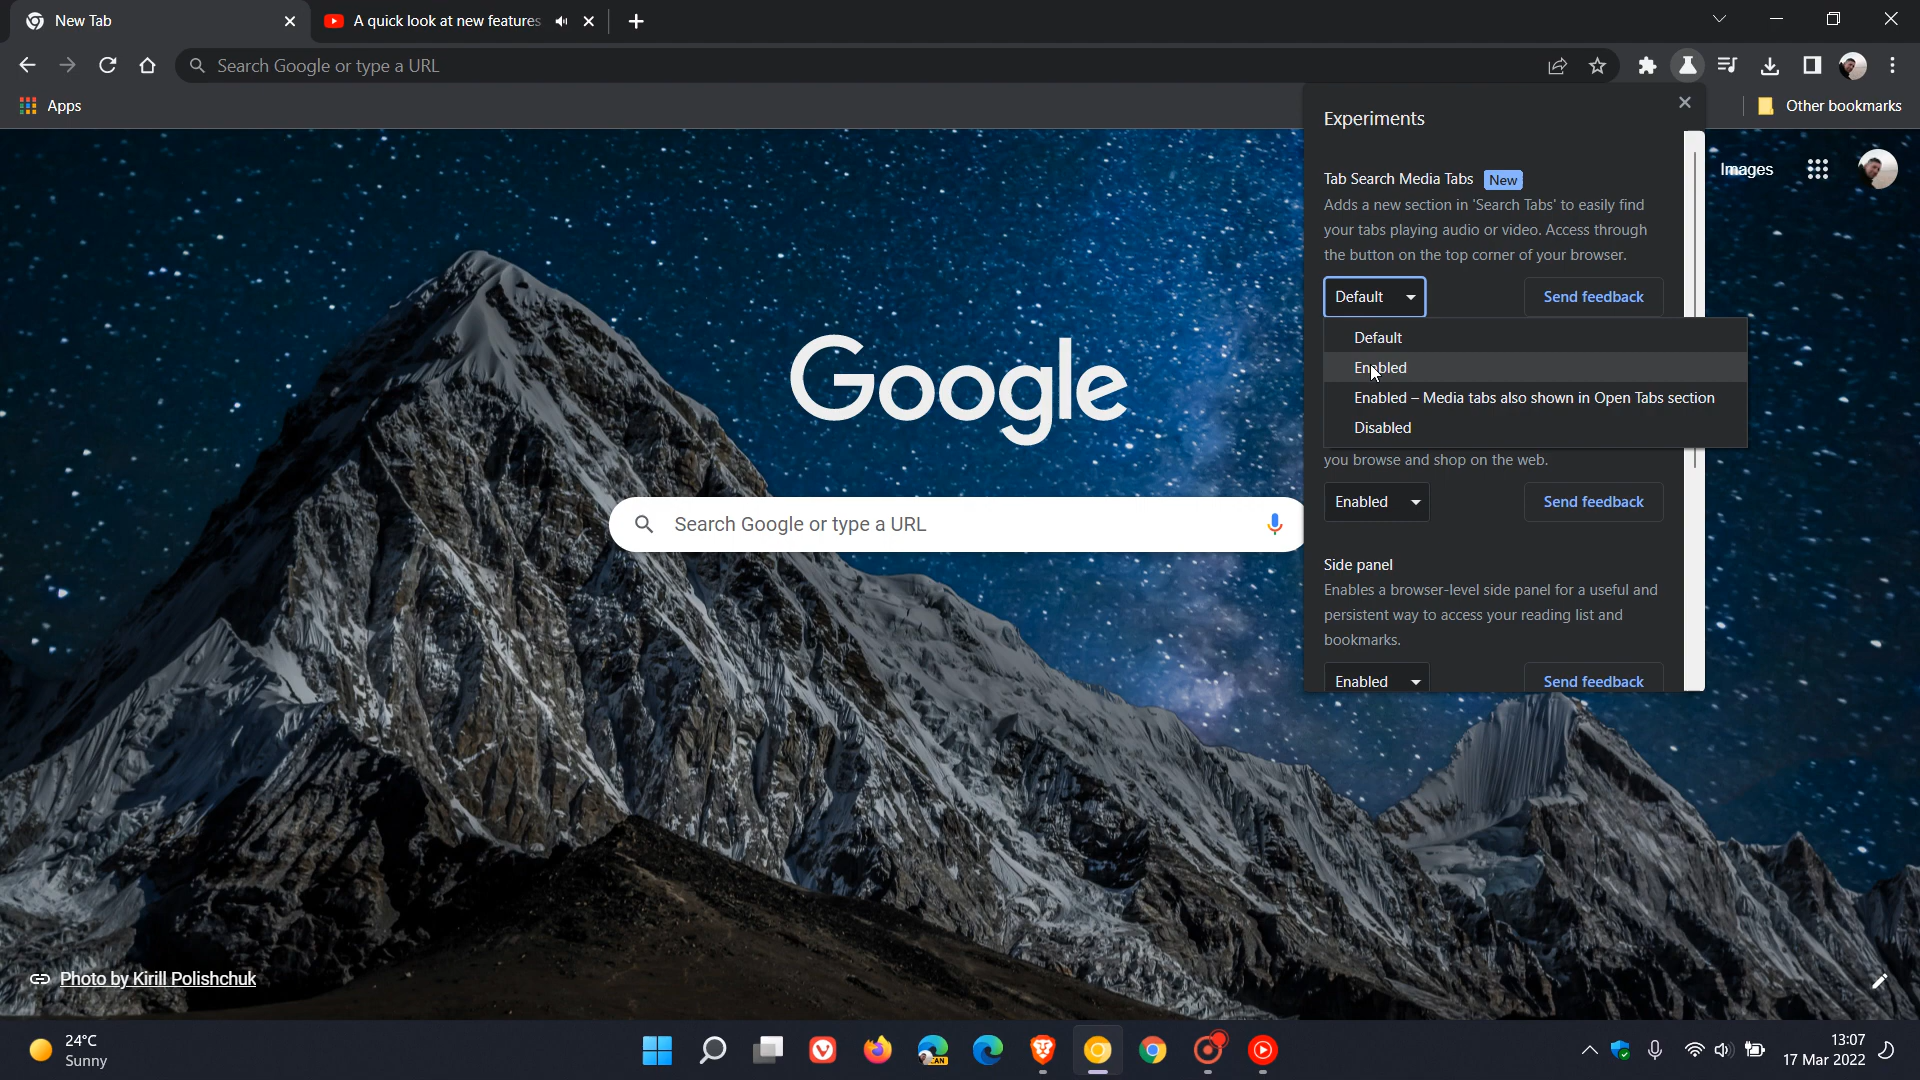 New Tab
A quick look at new features
Search Google or type a URL
Apps
Other bookmarks
Experiments
Images
Tab Search Media Tabs New
Adds a new section in 'Search Tabs' to easily find
your tabs playing audio or video. Access through
the button on the top corner of your browser.
Default
Send feedback
Default
Enabled
Enabled – Media tabs also shown in Open Tabs section
Disabled
you browse and shop on the web.
Enabled
Send feedback
Google
Search Google or type a URL
Side panel
Enables a browser-level side panel for a useful and
persistent way to access your reading list and
bookmarks.
Enabled
Send feedback
Photo by Kirill Polishchuk
24°C
Sunny
CAN
13:07
17 Mar 2022